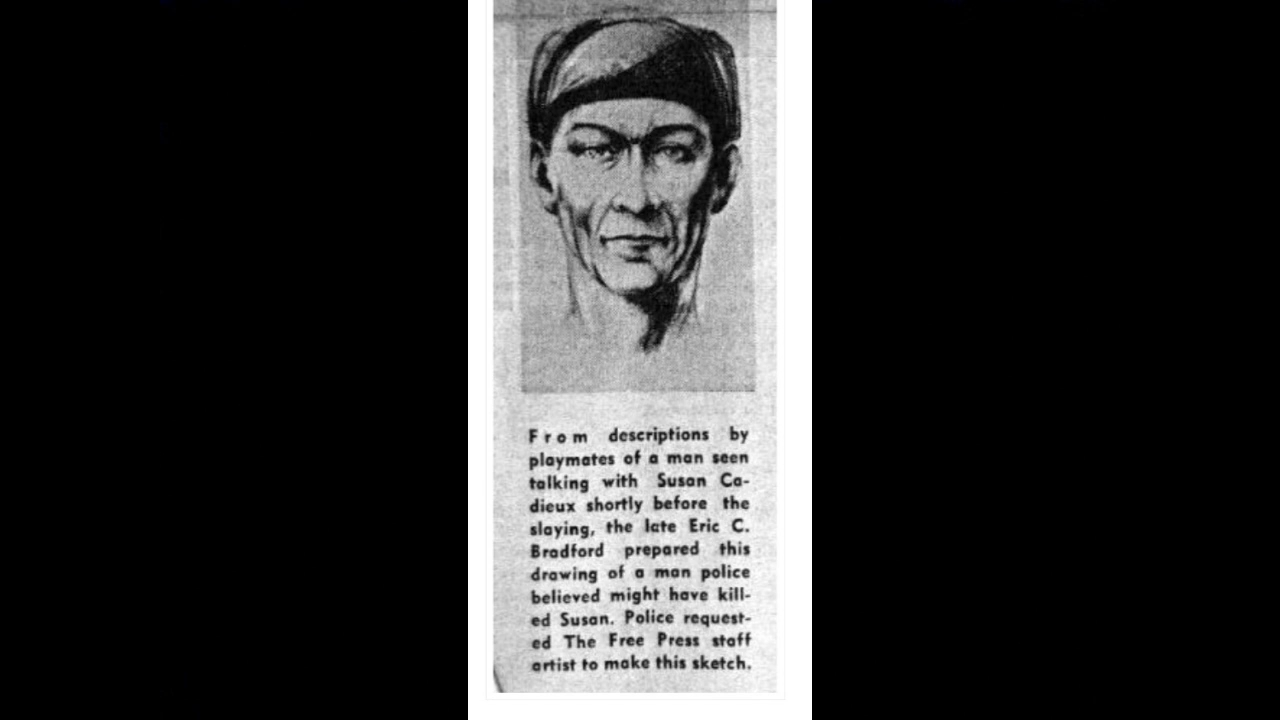 From descriptions by
playmates of a man seen
talking with Susan Ca-
dieux shortly before the
slaying, the late Eric C.
Bradford prepared this
drawing of a man police
believed might have kill-
ed Susan. Police request-
ed The Free Press staff
artist to make this sketch.